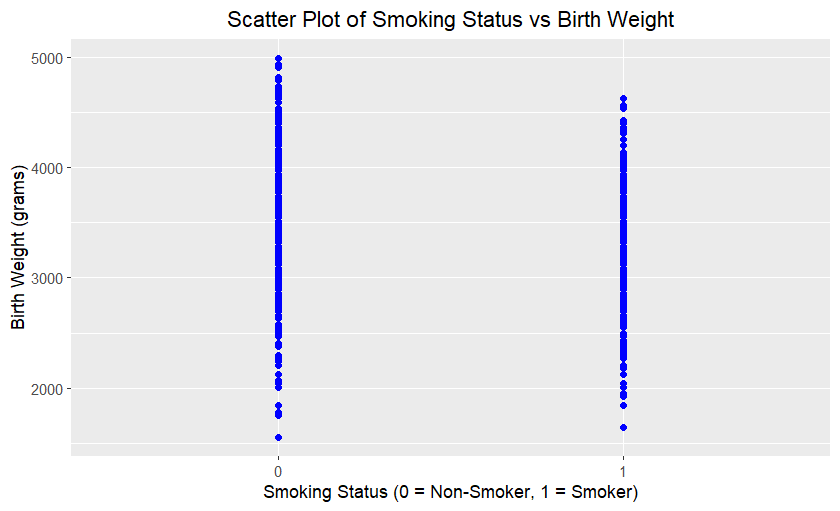 Scatter Plot of Smoking Status vs Birth Weight
Birth Weight (grams)
5000
4000
3000
2000
0
1
Smoking Status (0 = Non-Smoker, 1 = Smoker)